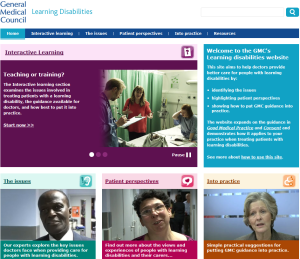 General
Medical
Council
Learning Disabilities
Home
Interactive learning
The issues
Patient perspectives
Into practice
Resources
Interactive Learning
Teaching or training?
The Interactive learning section
examines the issues involved in
treating patients with a learning
disability, the guidance available for
doctors, and how best to put it into
practice.
Start now >>
Pause
Welcome to the GMC's
Learning disabilities website
This site aims to help doctors provide
better care for people with learning
disabilities by:
• identifying the issues
• highlighting patient perspectives
• showing how to put GMC guidance into
practice.
The website expands on the guidance in
Good Medical Practice and Consent and
demonstrates how it applies to your
practice when treating patients with
learning disabilities.
See more about how to use this site.
The issues
Our experts explore the key issues
doctors face when providing care for
people with learning disabilities.
Patient perspectives
Find out more about the views and
experiences of people with learning
disabilities and their carers...
Into practice
Simple practical suggestions for
putting GMC guidance into practice.